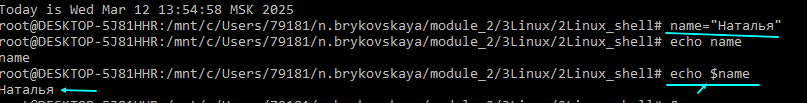 Today is Wed Mar 12 13:54:58 MSK 2025
root@DESKTOP-5J81HHR:/mnt/c/Users/79181/n.brykovskaya/module_2/3Linux/2Linux_shell# name="Наталья"
root@DESKTOP-5J81HHR:/mnt/c/Users/79181/n.brykovskaya/module_2/3Linux/2Linux_shell# echo name
name
root@DESKTOP-5J81HHR:/mnt/c/Users/79181/n.brykovskaya/module_2/3Linux/2Linux_shell# echo $name
Наталья